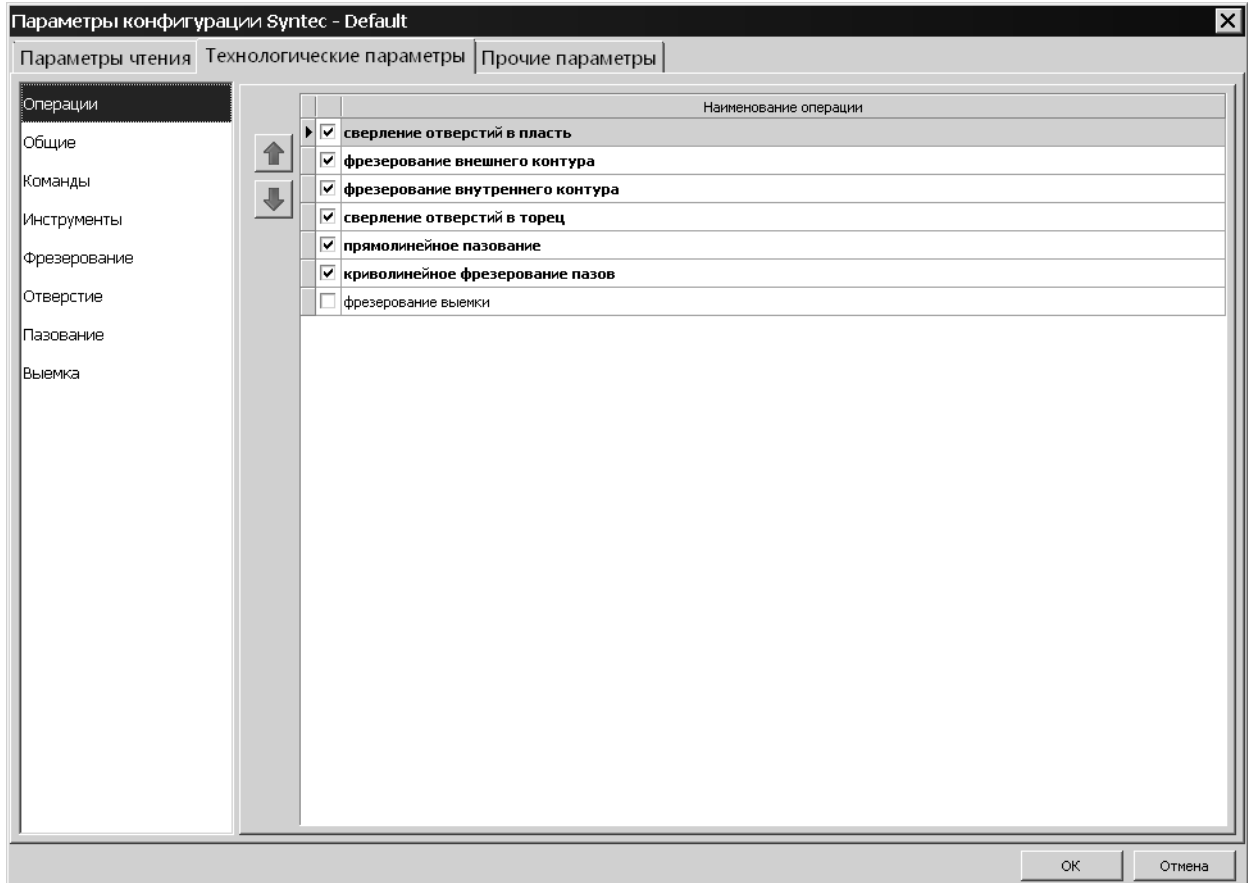 Параметры конфигурации Syntec - Default
Параметры чтения Технологические параметры Прочие параметры
Операции
Общие
Команды
Инструменты
Фрезерование
Отверстие
Пазование
Выемка
Наименование операции
сверление отверстий в пласть
фрезерование внешнего контура
фрезерование внутреннего контура
сверление отверстий в торец
прямолинейное пазование
криволинейное фрезерование пазов
фрезерование выемки
ОК Отмена